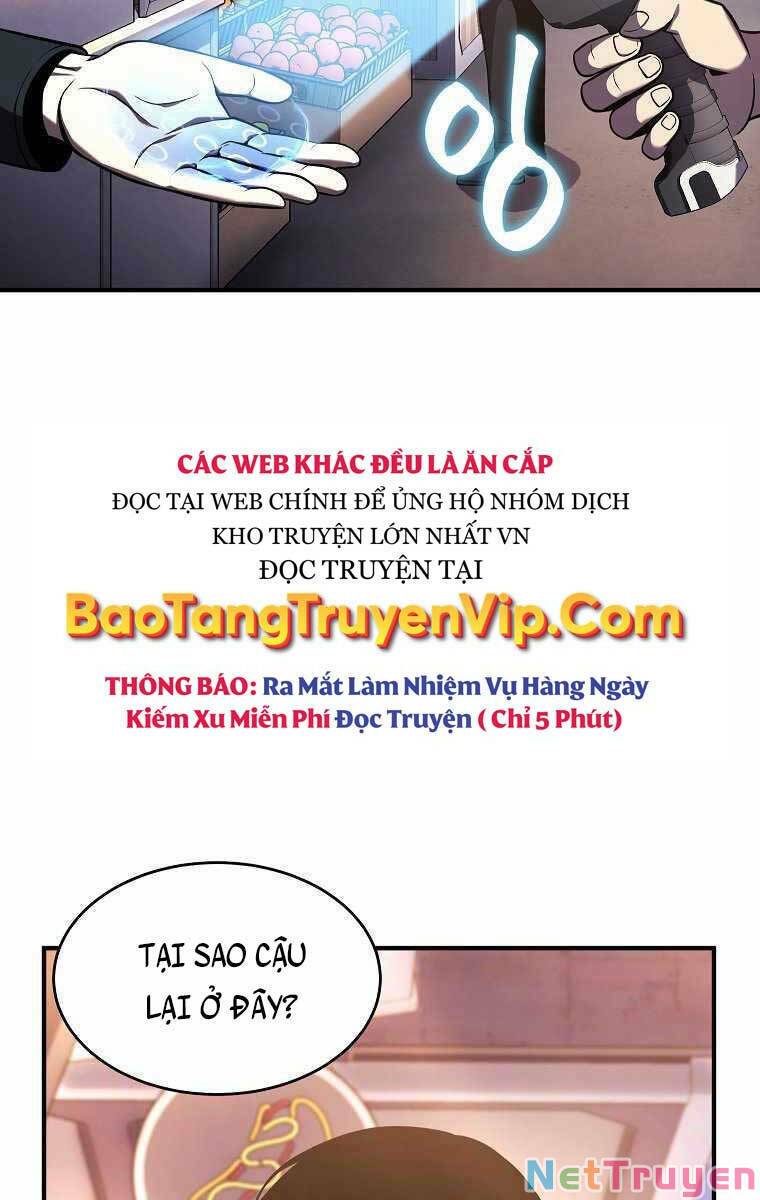 잉
CÁC WEB KHÁC ĐỀU LÀ ĂN CẮP
ĐỌC TẠI WEB CHÍNH ĐỂ ỦNG HỘ NHÓM DỊCH
KHO TRUYỆN LỚN NHẤT VN
ĐỌC TRUYỆN TẠI
BaoTangTruyenVip.Com
THÔNG BÁO: Ra Mắt Làm Nhiệm Vụ Hàng Ngày
Kiếm Xu Miễn Phí Đọc Truyện ( Chỉ 5 Phút)
TẠI SAO CẬU
LẠI Ở ĐÂY?
NetTruyen